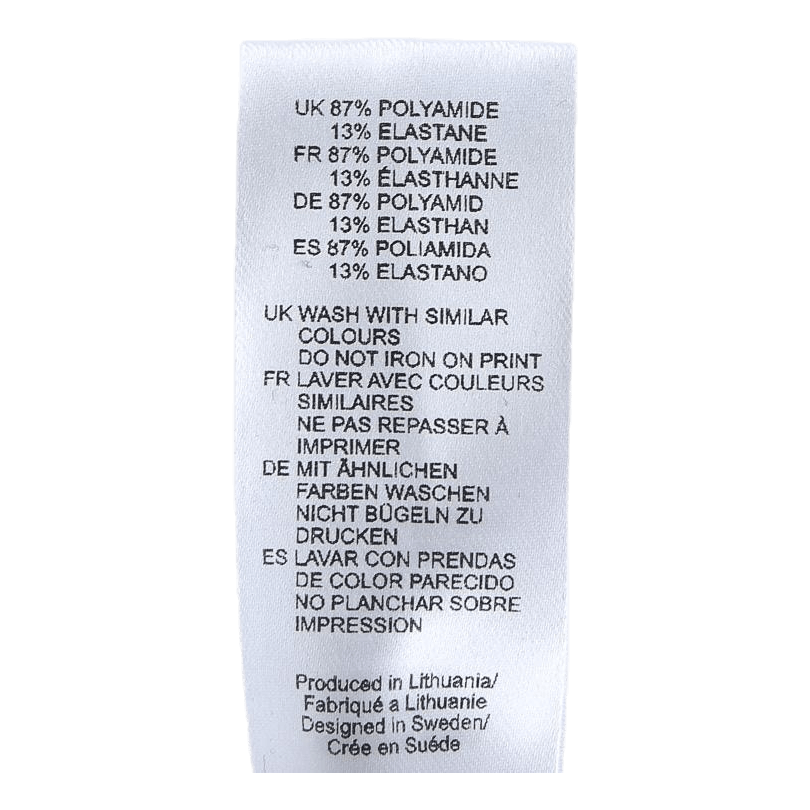 UK 87% POLYAMIDE
13% ELASTANE
FR 87% POLYAMIDE
13% ÉLASTHANNE
DE 87% POLYAMID
13% ELASTHAN
ES 87% POLIAMIDA
13% ELASTANO
UK WASH WITH SIMILAR
COLOURS
DO NOT IRON ON PRINT
FR LAVER AVEC COULEURS
SIMILAIRES
NE PAS REPASSER À
IMPRIMER
DE MIT ÄHNLICHEN
FARBEN WASCHEN
NICHT BÜGELN ZU
DRUCKEN
ES LAVAR CON PRENDAS
DE COLOR PARECIDO
NO PLANCHAR SOBRE
IMPRESSION
Produced in Lithuania/
Fabriqué a Lithuanie
Designed in Sweden/
Crée en Suéde